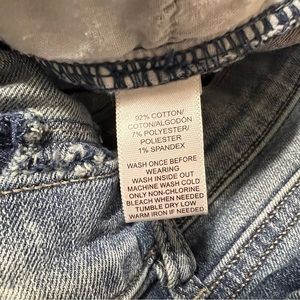 92% COTTON/
COTON/ALGODÓN
7% POLYESTER/
POLIESTER
1% SPANDEX
WASH ONCE BEFORE
WEARING
WASH INSIDE OUT
MACHINE WASH COLD
ONLY NON-CHLORINE
BLEACH WHEN NEEDED
TUMBLE DRY LOW
WARM IRON IF NEEDED